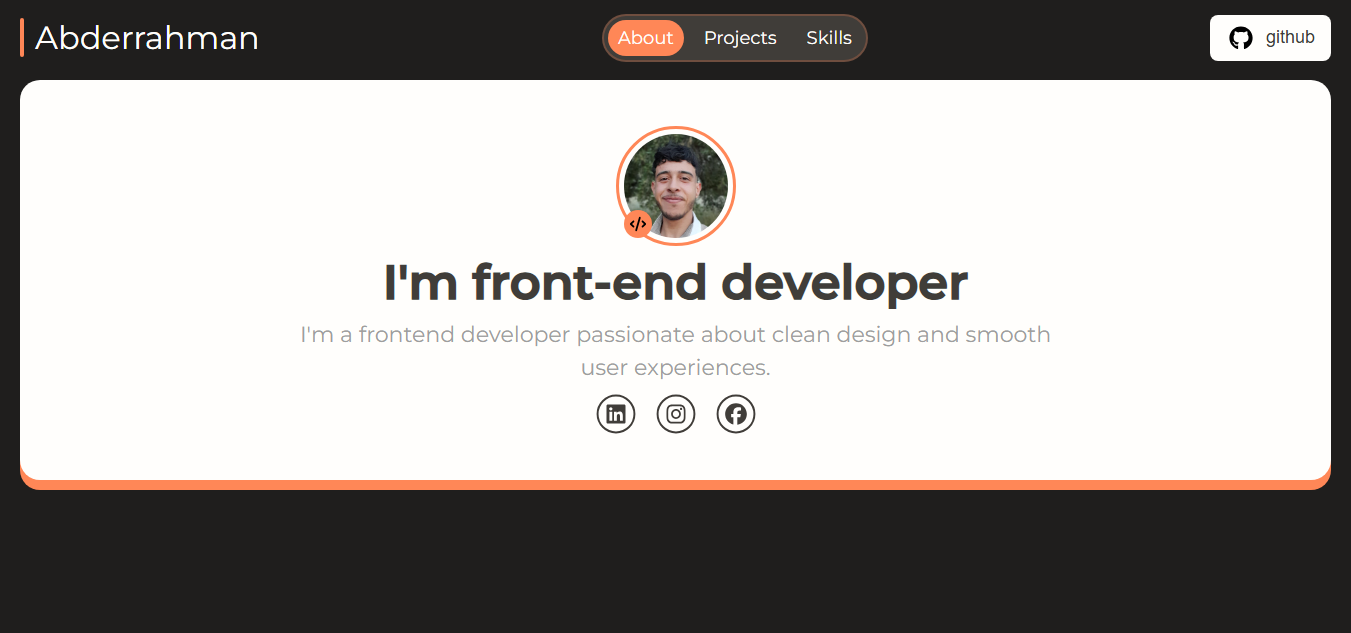 Abderrahman
About
Projects
Skills
github
</>
I'm front-end developer
I'm a frontend developer passionate about clean design and smooth
user experiences.